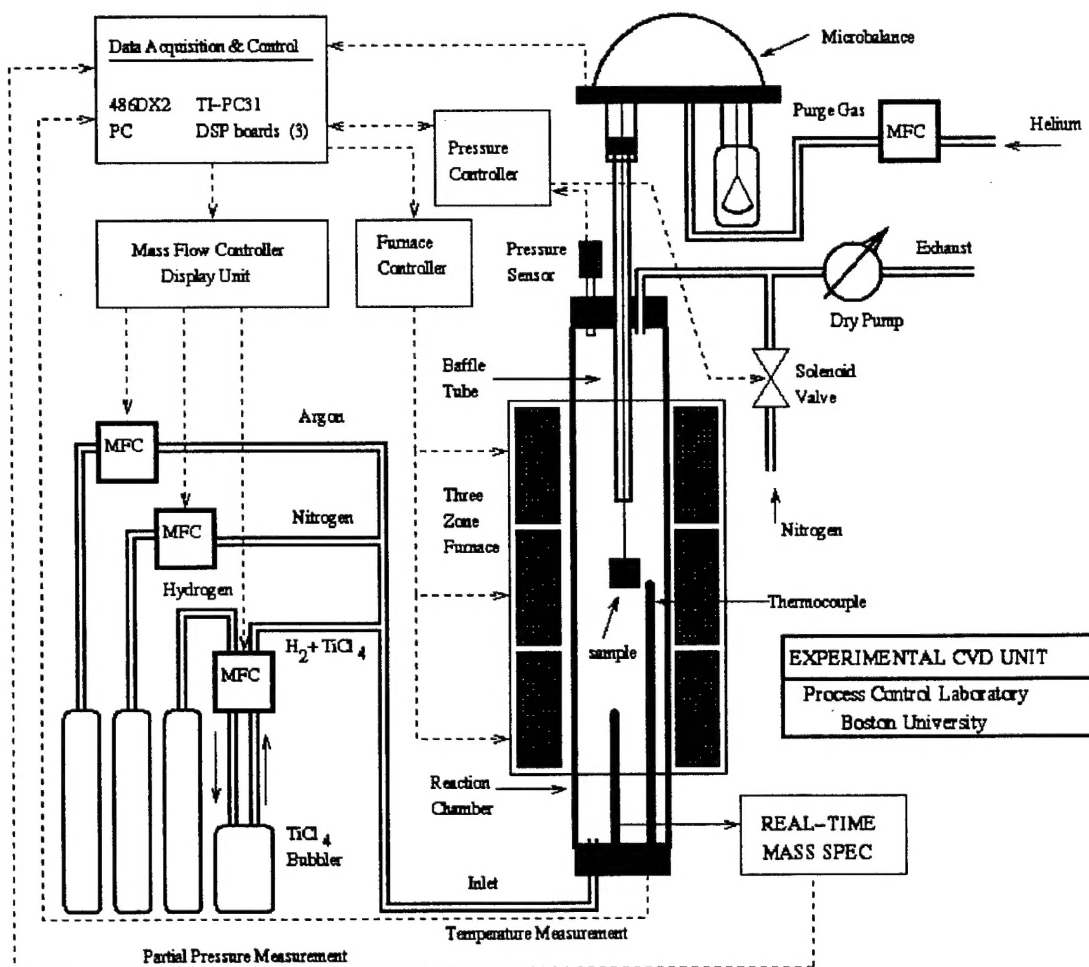 Data Acquisition & Control
486DX2 TI-PC31
PC DSP boards (3)
Microbalance
Purge Gas
MFC
Helium
Pressure
Controller
Mass Flow Controller
Display Unit
Furnace
Controller
Pressure
Sensor
Exhaust
Dry Pump
Baffle
Tube
Solenoid
Valve
Argon
MFC
Nitrogen
MFC
Three
Zone
Furnace
Nitrogen
Hydrogen
Thermocouple
H2 + TiCl4
MFC
sample
EXPERIMENTAL CVD UNIT
Process Control Laboratory
Boston University
Reaction
Chamber
TiCl4
Bubbler
REAL-TIME
MASS SPEC
Inlet
Temperature Measurement
Partial Pressure Measurement